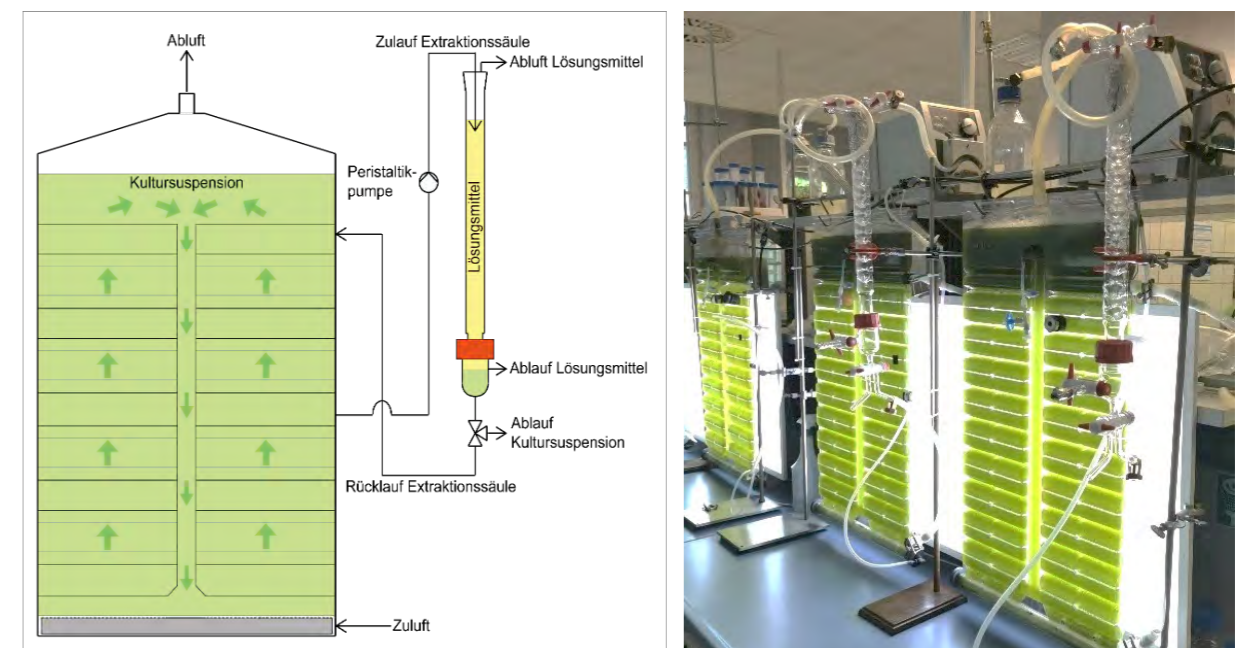 Abluft
Zulauf Extraktionssäule
Abluft Lösungsmittel
Kultursuspension
Peristaltik-
pumpe
Lösungsmittel
Ablauf Lösungsmittel
Ablauf
Kultursuspension
Rücklauf Extraktionssäule
Zuluft